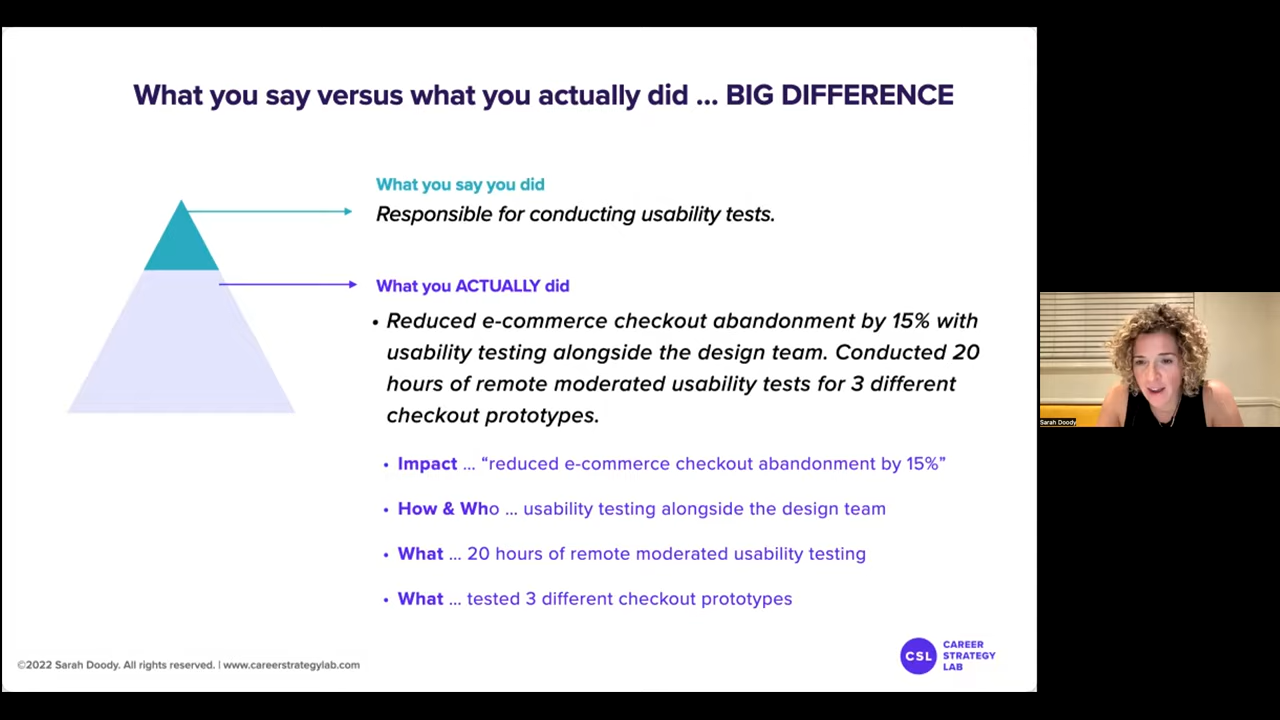 What you say versus what you actually did ... BIG DIFFERENCE
What you say you did
Responsible for conducting usability tests.
What you ACTUALLY did
• Reduced e-commerce checkout abandonment by 15% with
usability testing alongside the design team. Conducted 20
hours of remote moderated usability tests for 3 different
checkout prototypes.
• Impact ... “reduced e-commerce checkout abandonment by 15%”
• How & Who ... usability testing alongside the design team
• What ... 20 hours of remote moderated usability testing
• What ... tested 3 different checkout prototypes
©2022 Sarah Doody. All rights reserved. | www.careerstrategylab.com
CSL
CAREER
STRATEGY
LAB
Sarah Doody